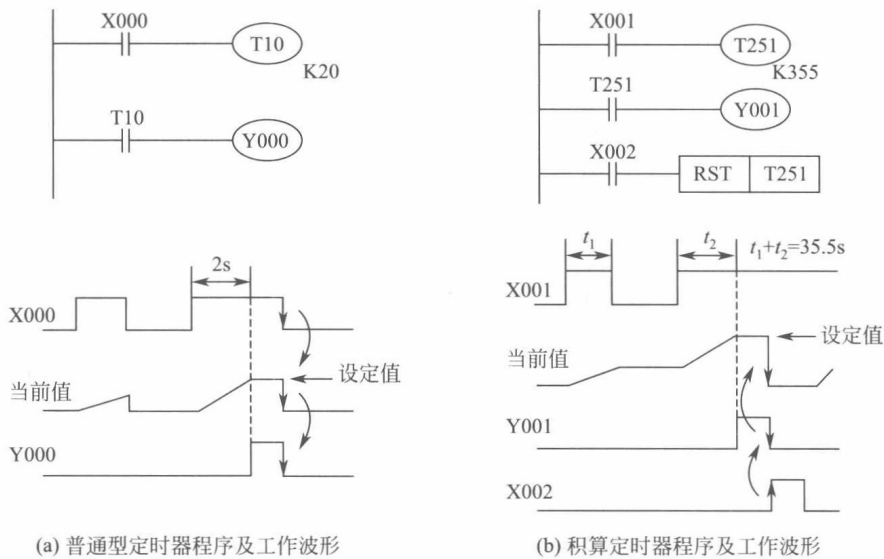 X000
T10
K20
T10
Y000
2s
X000
当前值
设定值
Y000
(a) 普通型定时器程序及工作波形
X001
T251
K355
T251
Y001
X002
RST T251
t₁ t₂ t₁+t₂=35.5s
X001
设定值
当前值
Y001
X002
(b) 积算定时器程序及工作波形